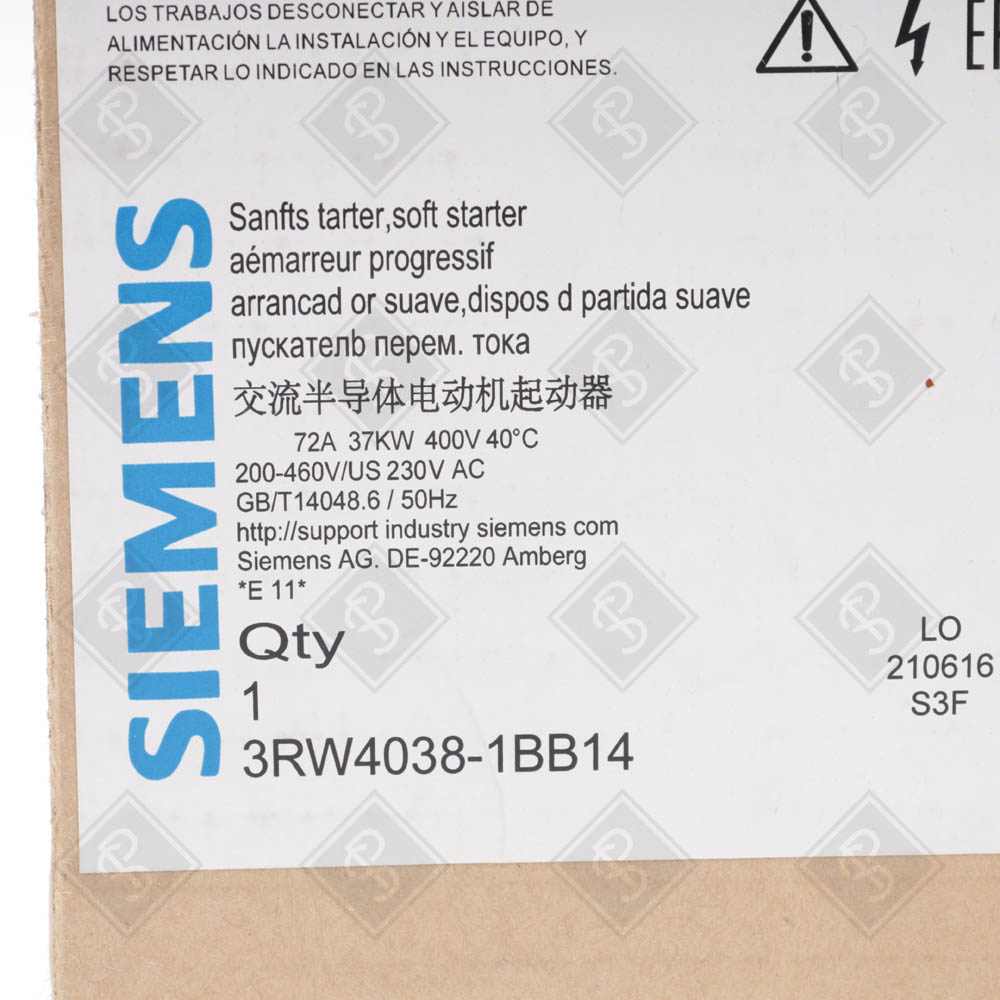 LOS TRABAJOS DESCONECTAR Y AISLAR DE
ALIMENTACIÓN LA INSTALACIÓN Y EL EQUIPO, Y
RESPETAR LO INDICADO EN LAS INSTRUCCIONES.
SIEMENS
Sanfts tarter,soft starter
aémarreur progressif
arrancad or suave,dispos d partida suave
пускатель перем. тока
交流半导体电动机起动器
72A 37KW 400V 40°C
200-460V/US 230V AC
GB/T14048.6 / 50Hz
http://support industry siemens com
Siemens AG. DE-92220 Amberg
*E 11*
Qty
1
3RW4038-1BB14
LO
210616
S3F